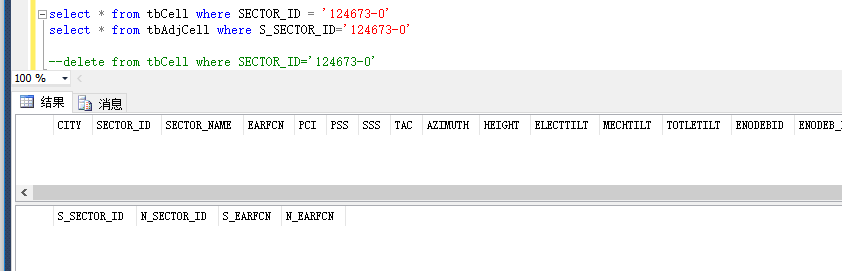 select * from tbCell where SECTOR_ID = '124673-0'
select * from tbAdjCell where S_SECTOR_ID='124673-0'
--delete from tbCell where SECTOR_ID='124673-0'
100 %
结果 消息
CITY SECTOR_ID SECTOR_NAME EARFCN PCI PSS SSS TAC AZIMUTH HEIGHT ELECTTILT MECHTILT TOTLETILT ENODEBID ENODEB_
S_SECTOR_ID N_SECTOR_ID S_EARFCN N_EARFCN